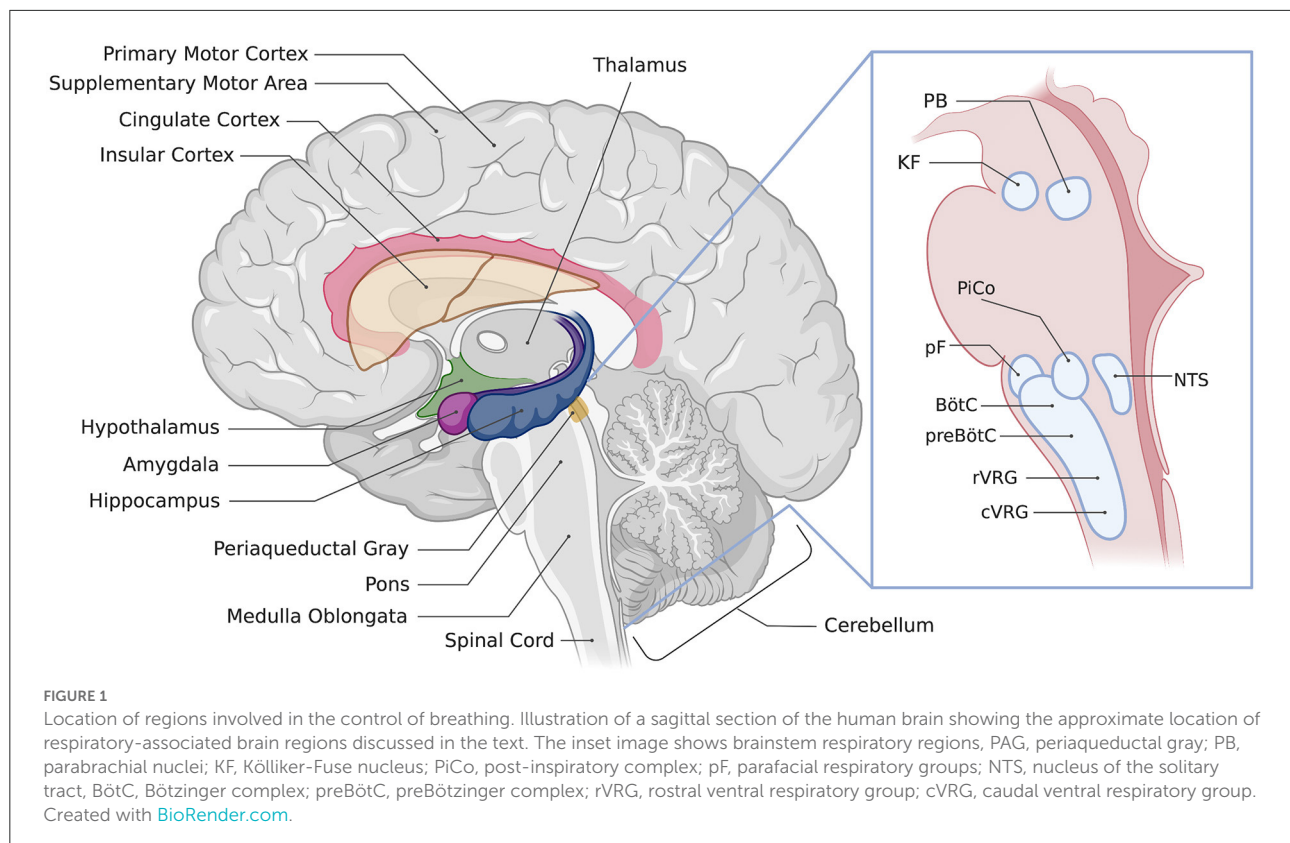 Primary Motor Cortex
Supplementary Motor Area
Cingulate Cortex
Insular Cortex
Thalamus
Hypothalamus
Amygdala
Hippocampus
Periaqueductal Gray
Pons
Medulla Oblongata
Spinal Cord
Cerebellum
PB
KF
PiCo
pF
NTS
BötC
preBötC
rVRG
cVRG
FIGURE 1
Location of regions involved in the control of breathing. Illustration of a sagittal section of the human brain showing the approximate location of
respiratory-associated brain regions discussed in the text. The inset image shows brainstem respiratory regions, PAG, periaqueductal gray; PB,
parabrachial nuclei; KF, Kölliker-Fuse nucleus; PiCo, post-inspiratory complex; pF, parafacial respiratory groups; NTS, nucleus of the solitary
tract, BötC, Bötzinger complex; preBötC, preBötzinger complex; rVRG, rostral ventral respiratory group; cVRG, caudal ventral respiratory group.
Created with BioRender.com.